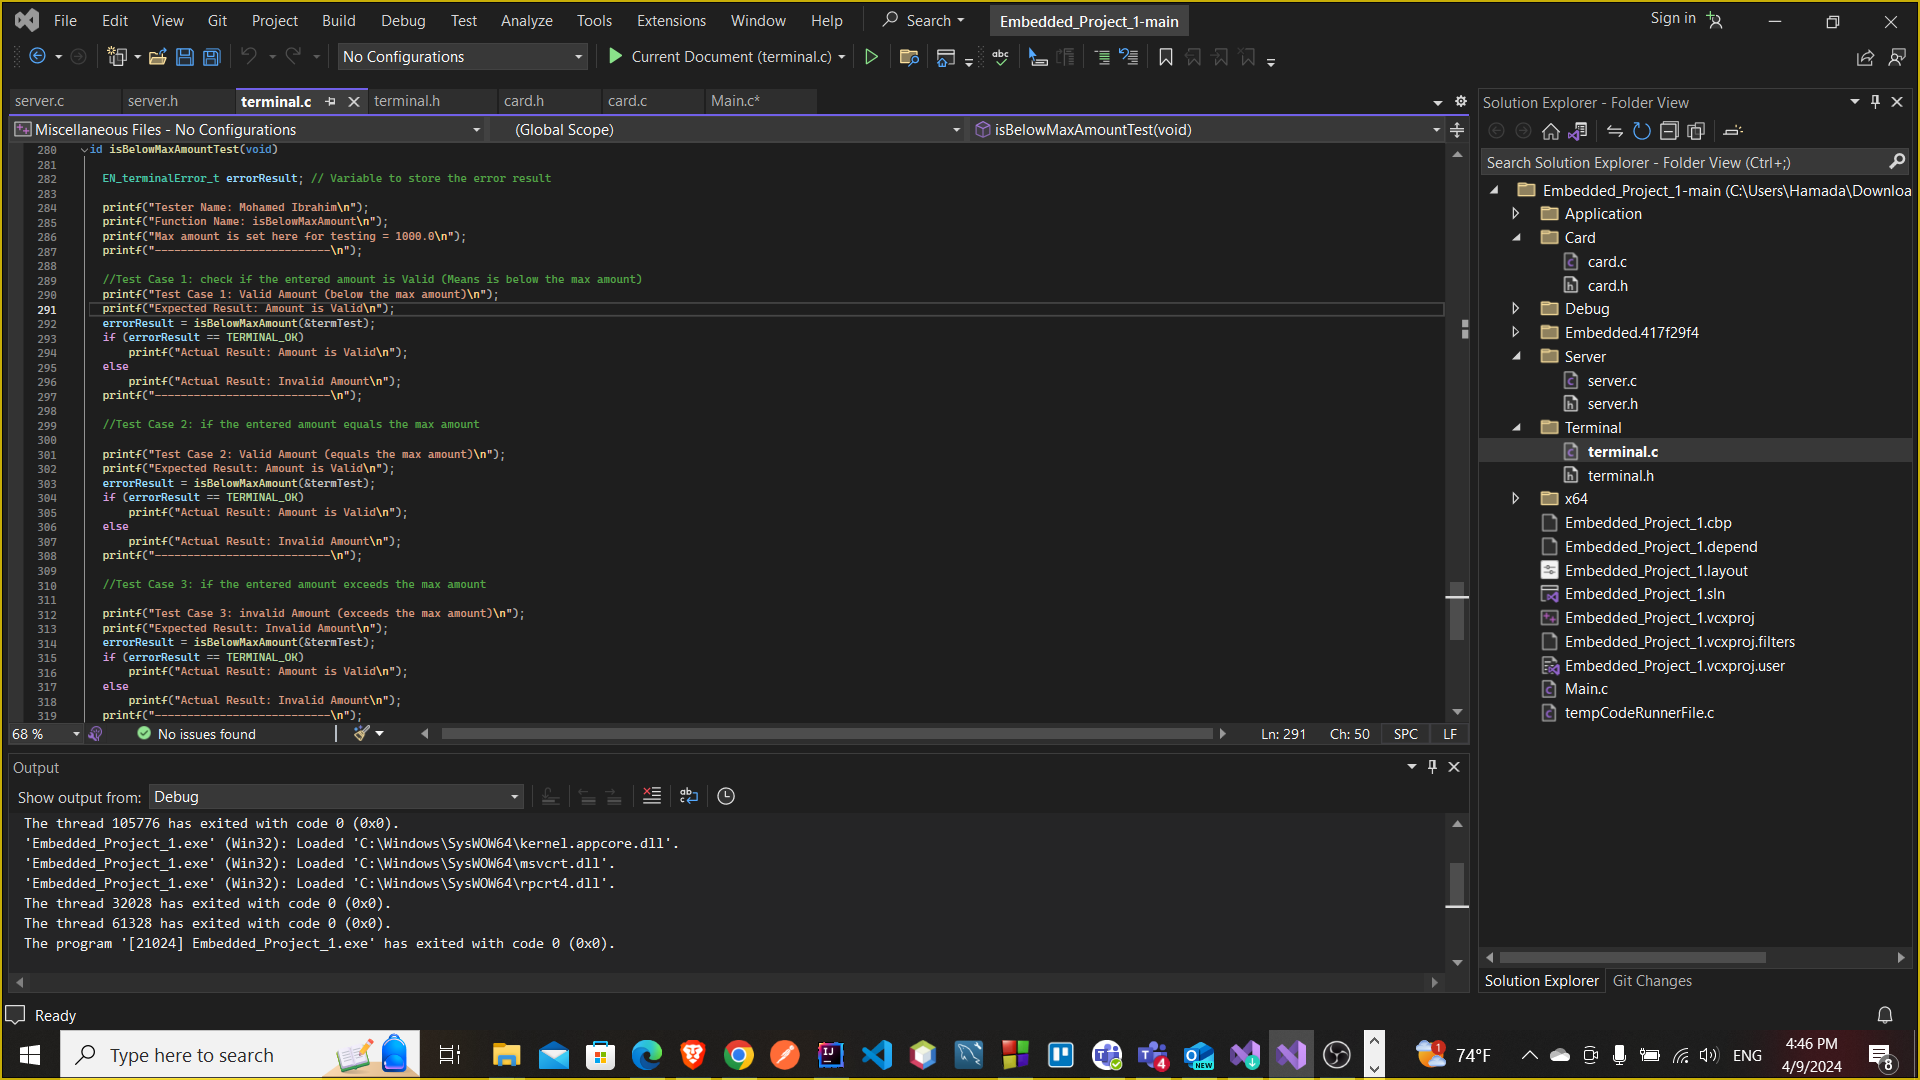 File Edit View Git Project Build Debug Test Analyze Tools Extensions Window Help Search Embedded_Project_1-main Sign in
No Configurations Current Document (terminal.c)
server.c server.h terminal.c terminal.h card.h card.c Main.c*
Miscellaneous Files - No Configurations (Global Scope) isBelowMaxAmountTest(void)
280 id isBelowMaxAmountTest(void)
281
282 EN_terminalError_t errorResult; // Variable to store the error result
283
284 printf("Tester Name: Mohamed Ibrahim\n");
285 printf("Function Name: isBelowMaxAmount\n");
286 printf("Max amount is set here for testing = 1000.0\n");
287 printf("---------------------------\n");
288
289 //Test Case 1: check if the entered amount is Valid (Means is below the max amount)
290 printf("Test Case 1: Valid Amount (below the max amount)\n");
291 printf("Expected Result: Amount is Valid\n");
292 errorResult = isBelowMaxAmount(&termTest);
293 if (errorResult == TERMINAL_OK)
294 printf("Actual Result: Amount is Valid\n");
295 else
296 printf("Actual Result: Invalid Amount\n");
297 printf("---------------------------\n");
298
299 //Test Case 2: if the entered amount equals the max amount
300
301 printf("Test Case 2: Valid Amount (equals the max amount)\n");
302 printf("Expected Result: Amount is Valid\n");
303 errorResult = isBelowMaxAmount(&termTest);
304 if (errorResult == TERMINAL_OK)
305 printf("Actual Result: Amount is Valid\n");
306 else
307 printf("Actual Result: Invalid Amount\n");
308 printf("---------------------------\n");
309
310 //Test Case 3: if the entered amount exceeds the max amount
311
312 printf("Test Case 3: invalid Amount (exceeds the max amount)\n");
313 printf("Expected Result: Invalid Amount\n");
314 errorResult = isBelowMaxAmount(&termTest);
315 if (errorResult == TERMINAL_OK)
316 printf("Actual Result: Amount is Valid\n");
317 else
318 printf("Actual Result: Invalid Amount\n");
319 printf("---------------------------\n");
68 % No issues found Ln: 291 Ch: 50 SPC LF
Output
Show output from: Debug
The thread 105776 has exited with code 0 (0x0).
'Embedded_Project_1.exe' (Win32): Loaded 'C:\Windows\SysWOW64\kernel.appcore.dll'.
'Embedded_Project_1.exe' (Win32): Loaded 'C:\Windows\SysWOW64\msvcrt.dll'.
'Embedded_Project_1.exe' (Win32): Loaded 'C:\Windows\SysWOW64\rpcrt4.dll'.
The thread 32028 has exited with code 0 (0x0).
The thread 61328 has exited with code 0 (0x0).
The program '[21024] Embedded_Project_1.exe' has exited with code 0 (0x0).
Solution Explorer - Folder View
Search Solution Explorer - Folder View (Ctrl+;)
Embedded_Project_1-main (C:\Users\Hamada\Downloa
Application
Card
card.c
card.h
Debug
Embedded.417f29f4
Server
server.c
server.h
Terminal
terminal.c
terminal.h
x64
Embedded_Project_1.cbp
Embedded_Project_1.depend
Embedded_Project_1.layout
Embedded_Project_1.sln
Embedded_Project_1.vcxproj
Embedded_Project_1.vcxproj.filters
Embedded_Project_1.vcxproj.user
Main.c
tempCodeRunnerFile.c
Solution Explorer Git Changes
Ready
Type here to search 74°F ENG 4:46 PM
4/9/2024